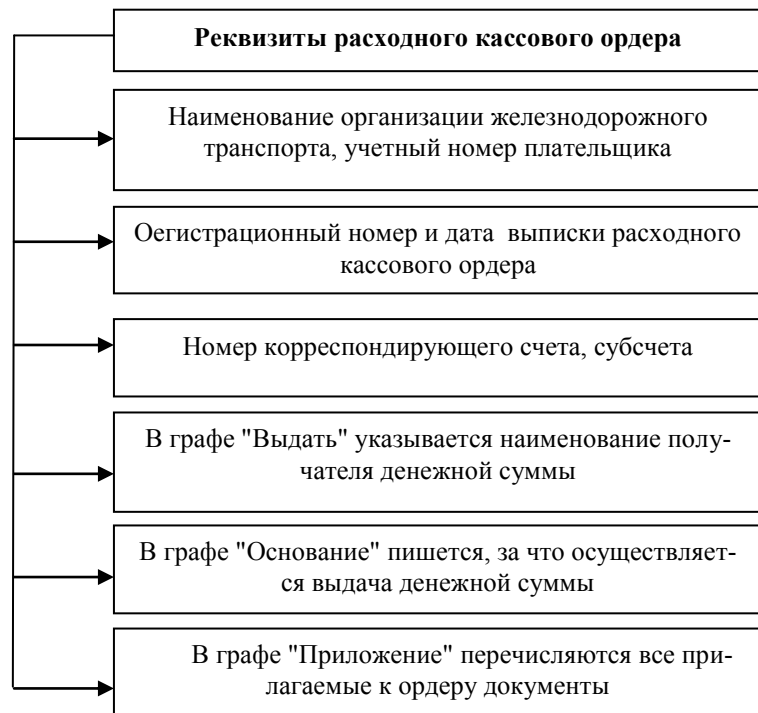 Реквизиты расходного кассового ордера
Наименование организации железнодорожного
транспорта, учетный номер плательщика
Оегистрационный номер и дата выписки расходного
кассового ордера
Номер корреспондирующего счета, субсчета
В графе "Выдать" указывается наименование полу-
чателя денежной суммы
В графе "Основание" пишется, за что осуществляет-
ся выдача денежной суммы
В графе "Приложение" перечисляются все при-
лагаемые к ордеру документы